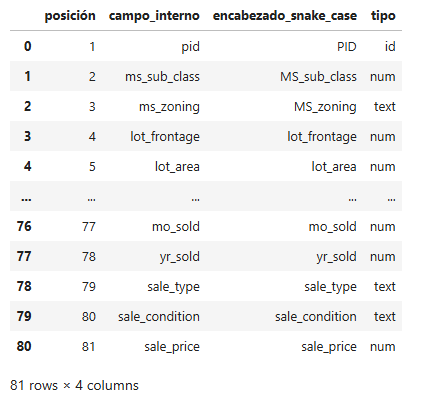 posición campo_interno encabezado_snake_case tipo
0 1 pid PID id
1 2 ms_sub_class MS_sub_class num
2 3 ms_zoning MS_zoning text
3 4 lot_frontage lot_frontage num
4 5 lot_area lot_area num
... ... ... ... ...
76 77 mo_sold mo_sold num
77 78 yr_sold yr_sold num
78 79 sale_type sale_type text
79 80 sale_condition sale_condition text
80 81 sale_price sale_price num
81 rows × 4 columns